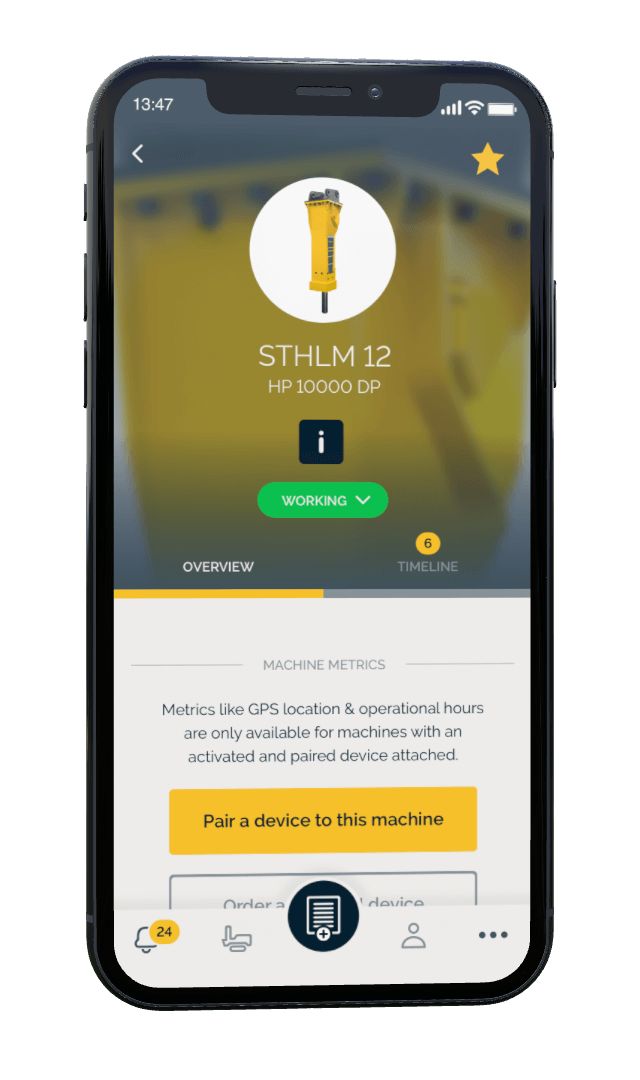 13:47
STHLM 12
HP 10000 DP
i
WORKING
6
OVERVIEW TIMELINE
MACHINE METRICS
Metrics like GPS location & operational hours
are only available for machines with an
activated and paired device attached.
Pair a device to this machine
Order a device
24